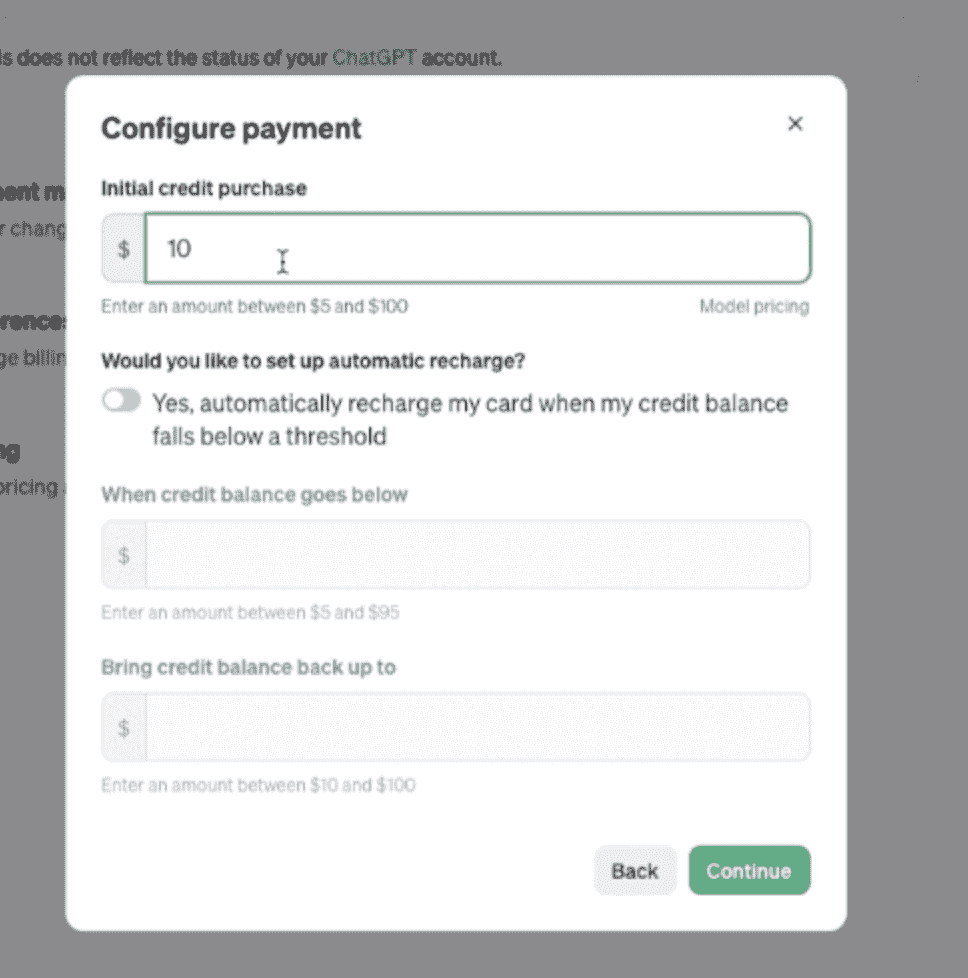 does not reflect the status of your ChatGPT account.
Configure payment
×
Initial credit purchase
$ 10
Enter an amount between $5 and $100 Model pricing
Would you like to set up automatic recharge?
Yes, automatically recharge my card when my credit balance
falls below a threshold
When credit balance goes below
$
Enter an amount between $5 and $95
Bring credit balance back up to
$
Enter an amount between $10 and $100
Back Continue
pricing